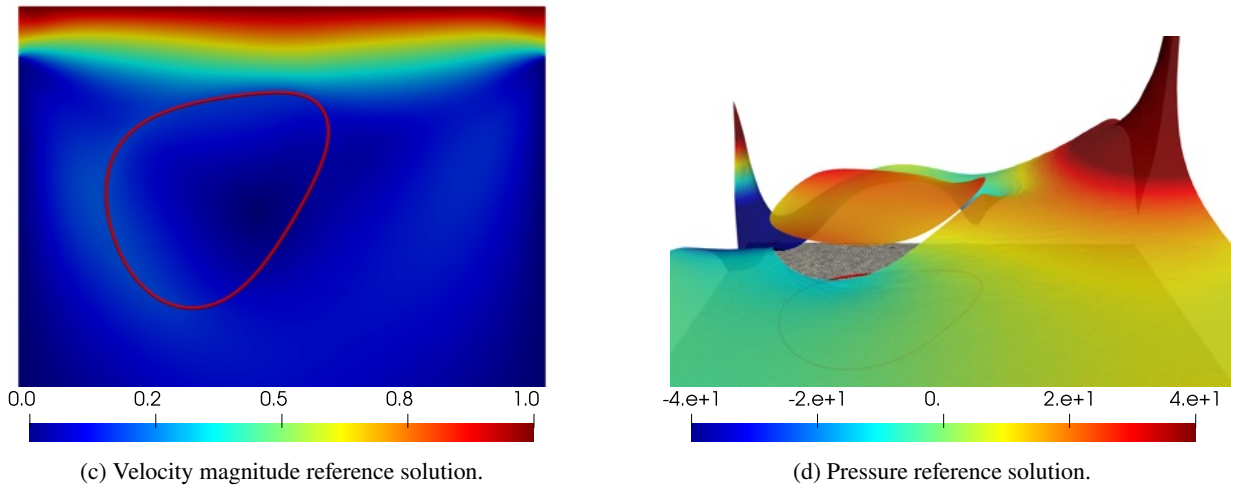 0.0 0.2 0.5 0.8 1.0
(c) Velocity magnitude reference solution.
-4.e+1 -2.e+1 0. 2.e+1 4.e+1
(d) Pressure reference solution.